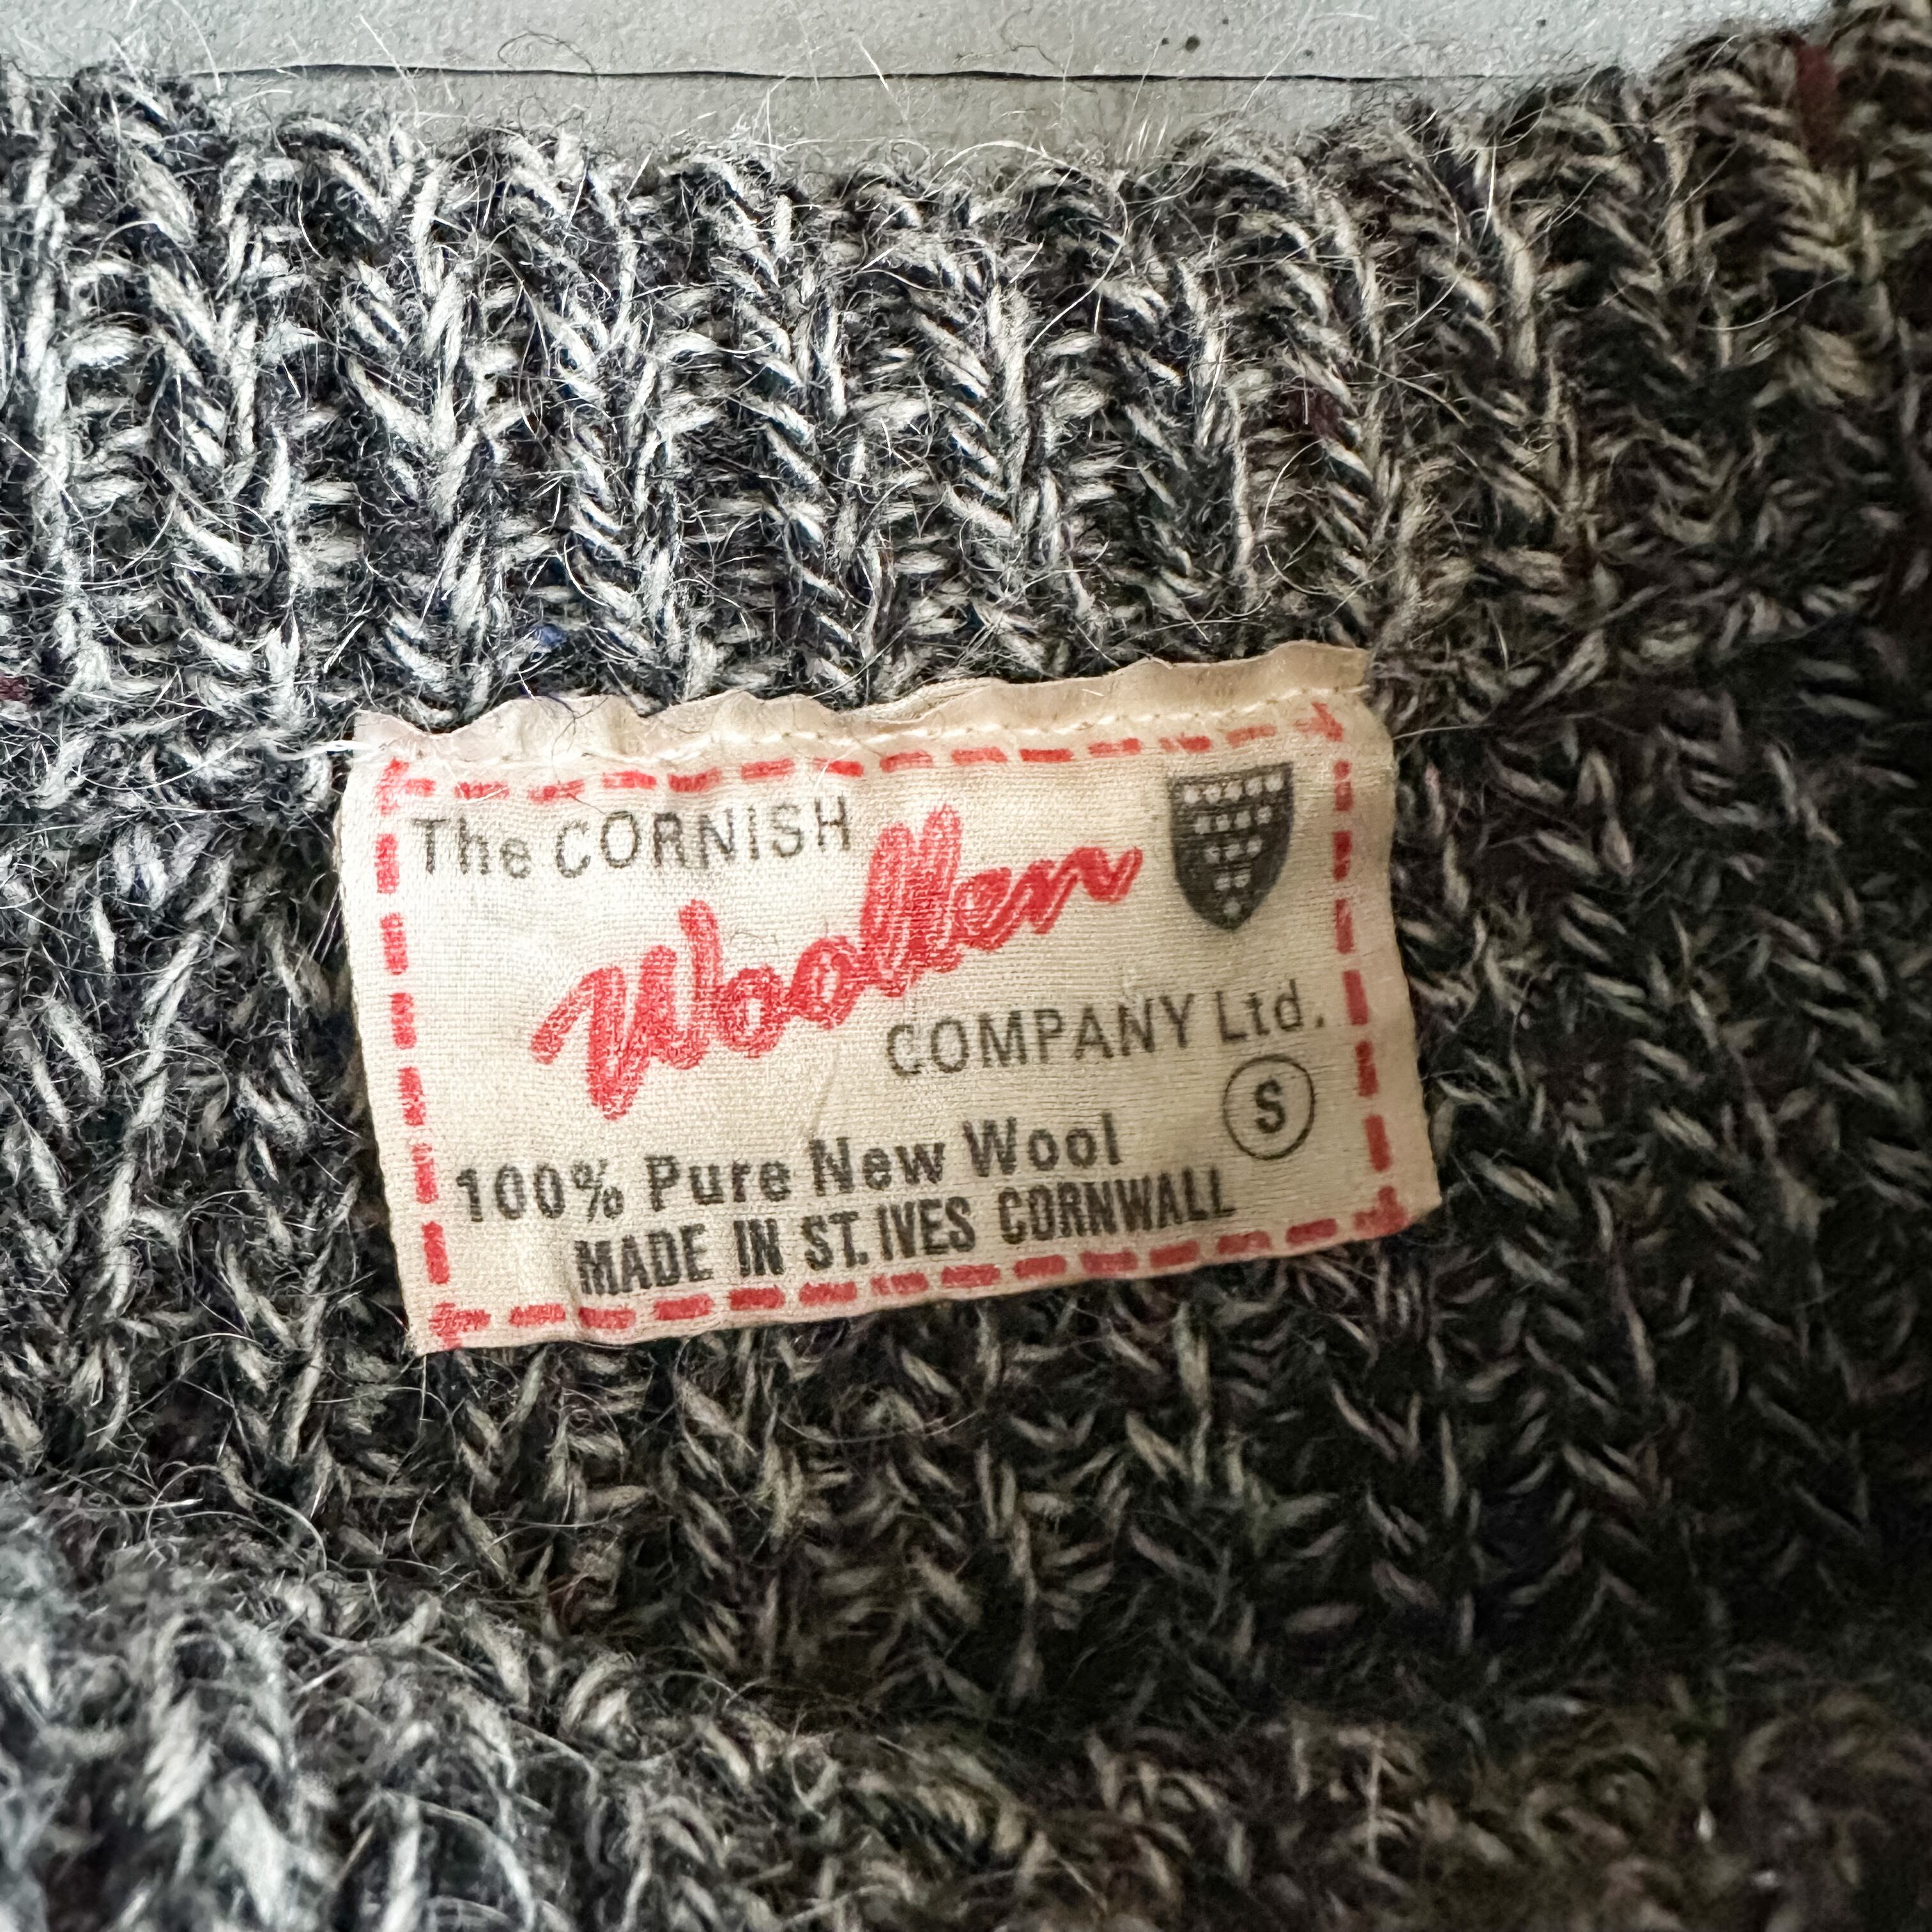 The CORNISH
Woollen
COMPANY Ltd.
S
100% Pure New Wool
MADE IN ST. IVES CORNWALL